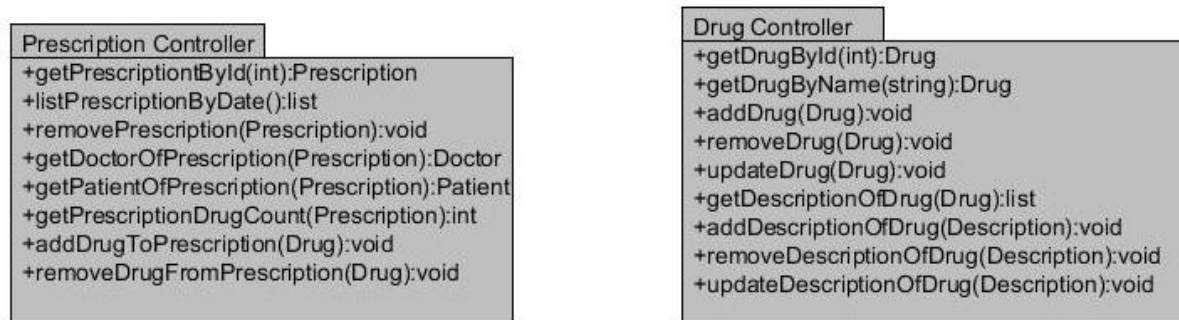 Prescription Controller
+getPrescriptiontById(int):Prescription
+listPrescriptionByDate():list
+removePrescription(Prescription):void
+getDoctorOfPrescription(Prescription):Doctor
+getPatientOfPrescription(Prescription):Patient
+getPrescriptionDrugCount(Prescription):int
+addDrugToPrescription(Drug):void
+removeDrugFromPrescription(Drug):void
Drug Controller
+getDrugById(int):Drug
+getDrugByName(string):Drug
+addDrug(Drug):void
+removeDrug(Drug):void
+updateDrug(Drug):void
+getDescriptionOfDrug(Drug):list
+addDescriptionOfDrug(Description):void
+removeDescriptionOfDrug(Description):void
+updateDescriptionOfDrug(Description):void